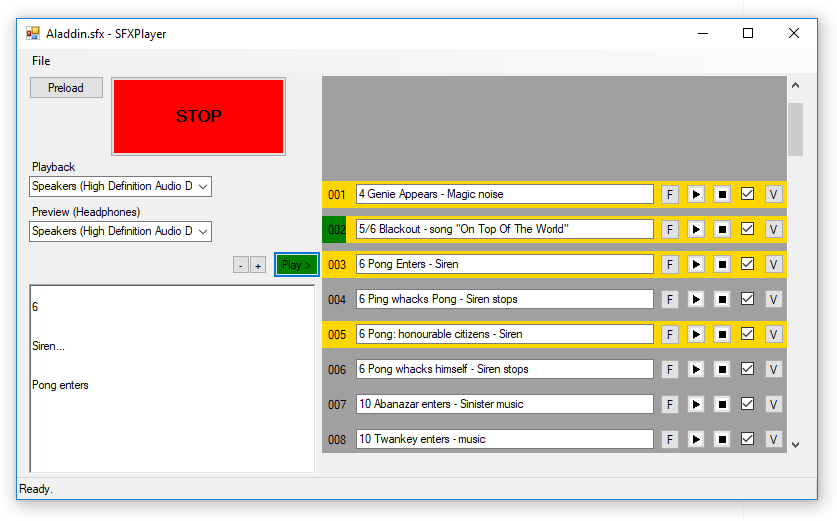 Aladdin.sfx - SFXPlayer
File
Preload
STOP
Playback
Speakers (High Definition Audio D
Preview (Headphones)
Speakers (High Definition Audio D
- + Play >
6
Siren...
Pong enters
001 4 Genie Appears - Magic noise F V
002 5/6 Blackout - song "On Top Of The World" F V
003 6 Pong Enters - Siren F V
004 6 Ping whacks Pong - Siren stops F V
005 6 Pong: honourable citizens - Siren F V
006 6 Pong whacks himself - Siren stops F V
007 10 Abanazar enters - Sinister music F V
008 10 Twankey enters - music F V
Ready.